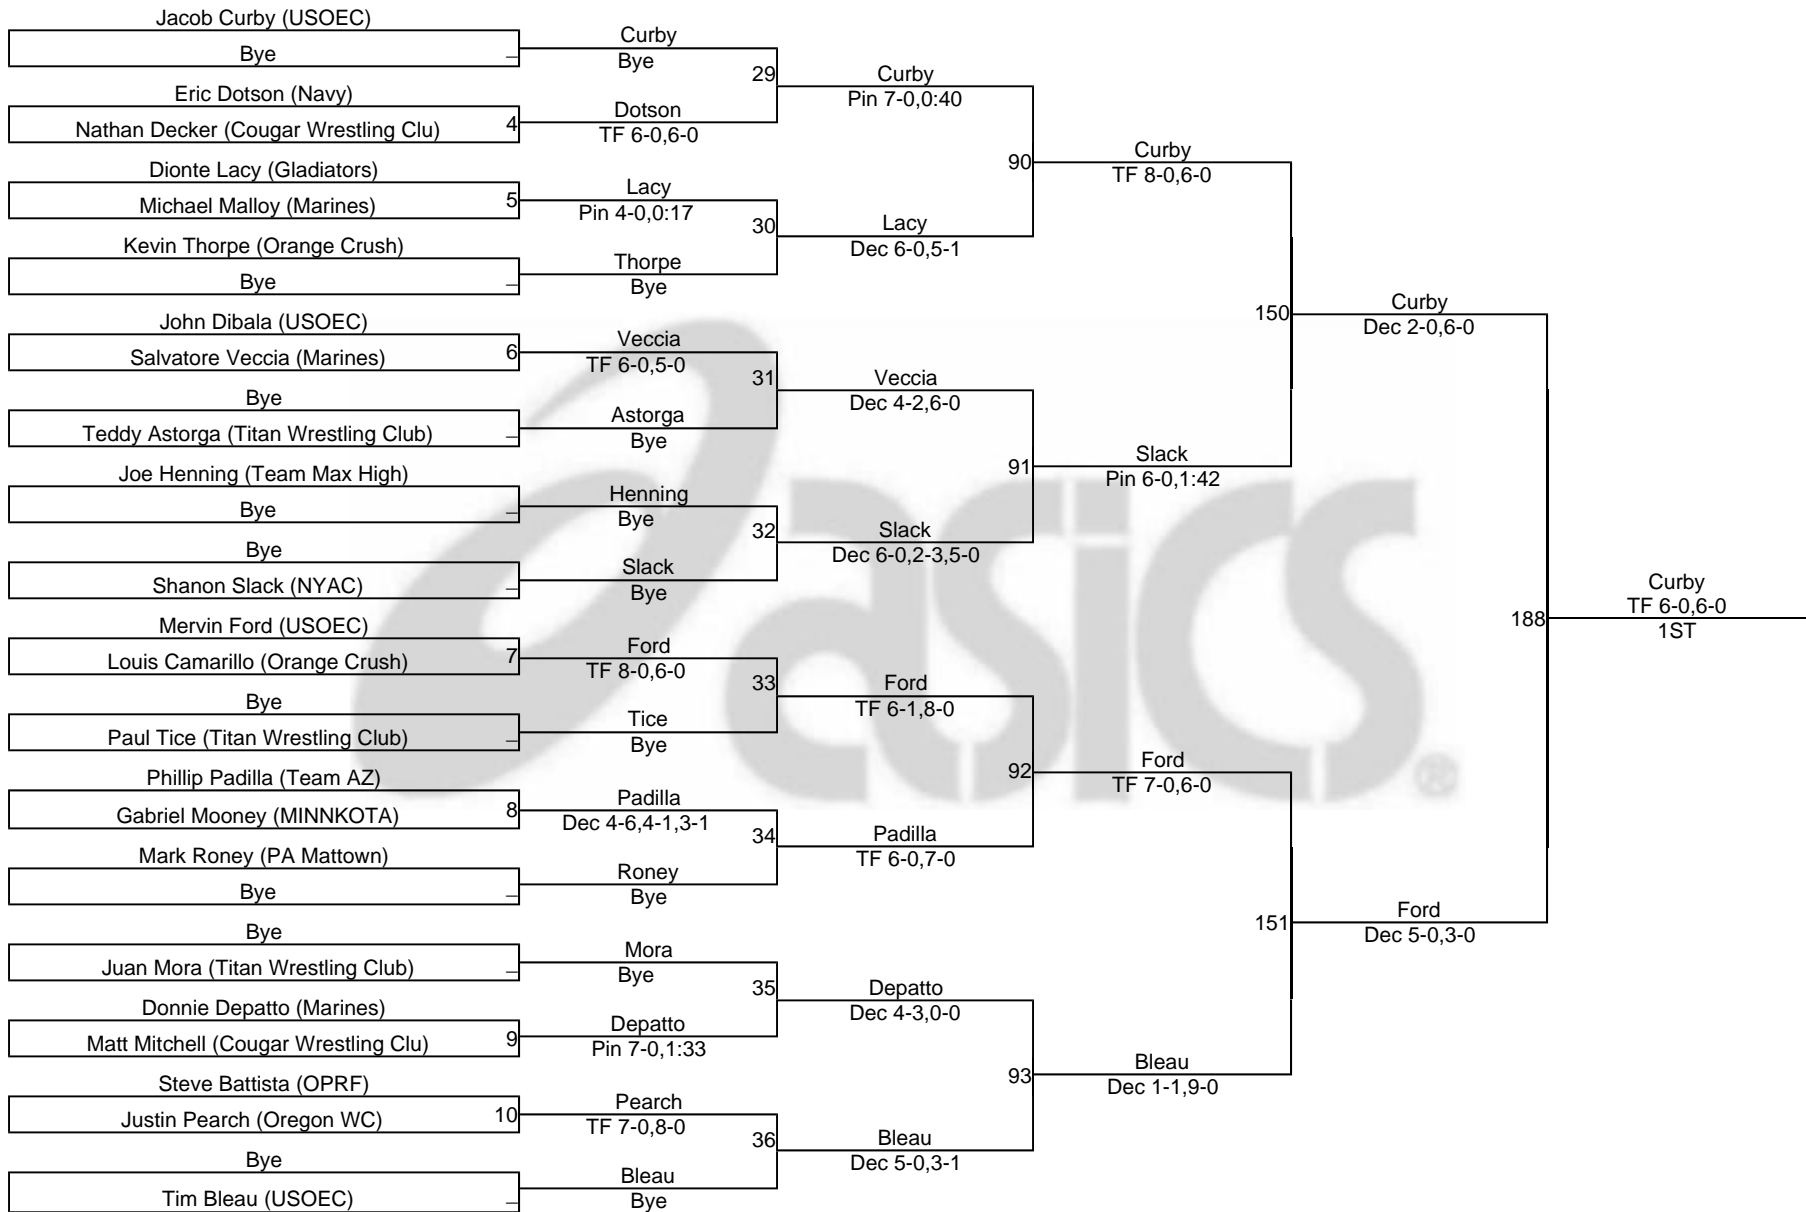 Jacob Curby (USOEC)
Bye
_
Eric Dotson (Navy)
Nathan Decker (Cougar Wrestling Clu)
4
Dionte Lacy (Gladiators)
Michael Malloy (Marines)
5
Kevin Thorpe (Orange Crush)
Bye
_
John Dibala (USOEC)
Salvatore Veccia (Marines)
6
Bye
Teddy Astorga (Titan Wrestling Club)
_
Joe Henning (Team Max High)
Bye
_
Bye
Shanon Slack (NYAC)
_
Mervin Ford (USOEC)
Louis Camarillo (Orange Crush)
7
Bye
Paul Tice (Titan Wrestling Club)
_
Phillip Padilla (Team AZ)
Gabriel Mooney (MINNKOTA)
8
Mark Roney (PA Mattown)
Bye
_
Bye
Juan Mora (Titan Wrestling Club)
_
Donnie Depatto (Marines)
Matt Mitchell (Cougar Wrestling Clu)
9
Steve Battista (OPRF)
Justin Pearch (Oregon WC)
10
Bye
Tim Bleau (USOEC)
_
Curby
Bye
29
Dotson
TF 6-0,6-0
Lacy
Pin 4-0,0:17
30
Thorpe
Bye
Veccia
TF 6-0,5-0
31
Astorga
Bye
Henning
Bye
32
Slack
Bye
Ford
TF 8-0,6-0
33
Tice
Bye
Padilla
Dec 4-6,4-1,3-1
34
Roney
Bye
Mora
Bye
35
Depatto
Pin 7-0,1:33
Pearch
TF 7-0,8-0
36
Bleau
Bye
Curby
Pin 7-0,0:40
90
Lacy
Dec 6-0,5-1
Veccia
Dec 4-2,6-0
91
Slack
Dec 6-0,2-3,5-0
Ford
TF 6-1,8-0
92
Padilla
TF 6-0,7-0
Depatto
Dec 4-3,0-0
93
Bleau
Dec 5-0,3-1
Curby
TF 8-0,6-0
150
Slack
Pin 6-0,1:42
Ford
TF 7-0,6-0
151
Bleau
Dec 1-1,9-0
Curby
Dec 2-0,6-0
188
Ford
Dec 5-0,3-0
Curby
TF 6-0,6-0
1ST
asics®